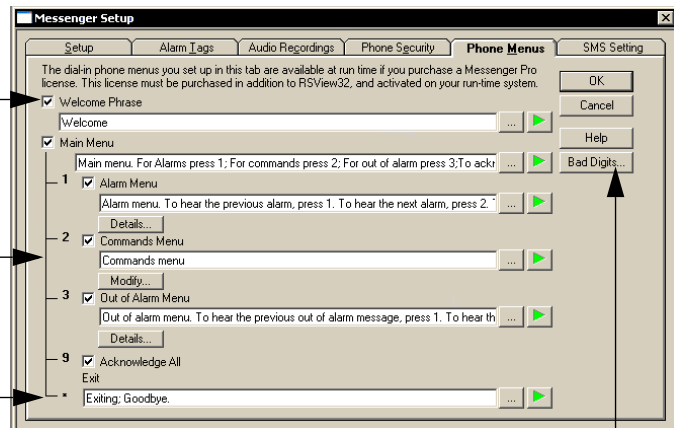 Messenger Setup
Setup
Alarm Tags
Audio Recordings
Phone Security
Phone Menus
SMS Setting
The dial-in phone menus you set up in this tab are available at run time if you purchase a Messenger Pro
license. This license must be purchased in addition to RSView32, and activated on your run-time system.
OK
Cancel
Help
Bad Digits...
Welcome Phrase
Welcome
...
Main Menu
Main menu. For Alarms press 1; For commands press 2; For out of alarm press 3;To ackr
...
1 Alarm Menu
Alarm menu. To hear the previous alarm, press 1. To hear the next alarm, press 2.
...
Details...
2 Commands Menu
Commands menu
...
Modify...
3 Out of Alarm Menu
Out of alarm menu. To hear the previous out of alarm message, press 1. To hear th
...
Details...
9 Acknowledge All
Exit
* Exiting; Goodbye.
...